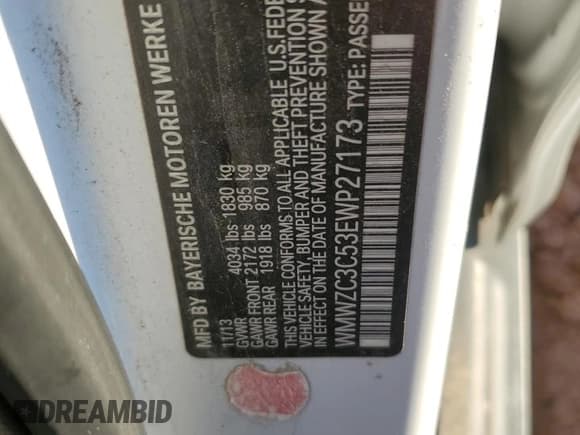 MFD BY BAYERISCHE MOTOREN WERKE
11/13
GVWR 4034 lbs 1830 kg
GAWR FRONT 2172 lbs 985 kg
GAWR REAR 1918 lbs 870 kg
THIS VEHICLE CONFORMS TO ALL APPLICABLE U.S. FEDE
VEHICLE SAFETY, BUMPER AND THEFT PREVENTION S
IN EFFECT ON THE DATE OF MANUFACTURE SHOWN A
WMWZC3C53EWP27173 TYPE: PASSE
DREAMBID